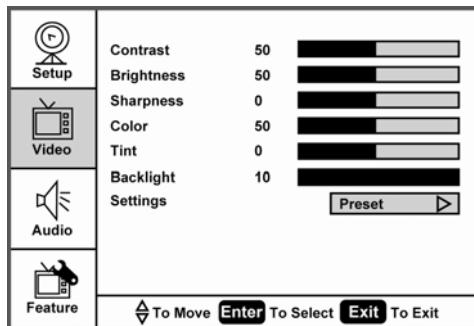 Setup
Video
Audio
Feature
Contrast 50
Brightness 50
Sharpness 0
Color 50
Tint 0
Backlight 10
Settings Preset
To Move Enter To Select Exit To Exit